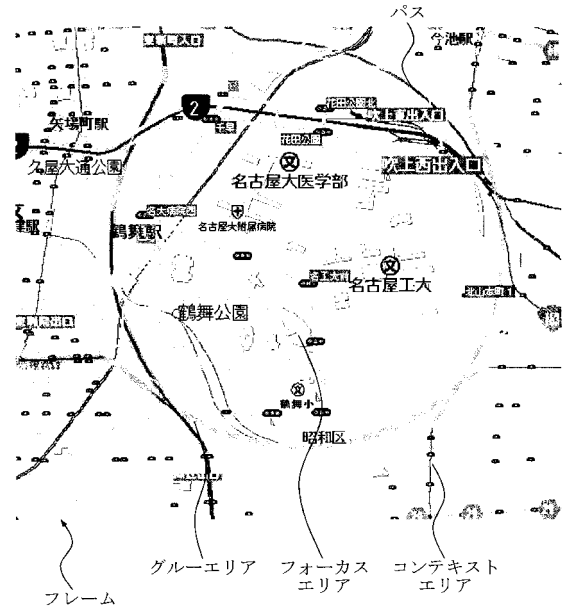 パス
今池駅
2
矢場町駅
花田公園北
吹上東出入口
久屋大通公園
花田公園
吹上西出入口
名古屋大医学部
鶴舞駅
名古屋大附属病院
名工大前
名古屋工大
鶴舞公園
鶴舞小
昭和区
グルーエリア
フォーカス
エリア
コンテキスト
エリア
フレーム